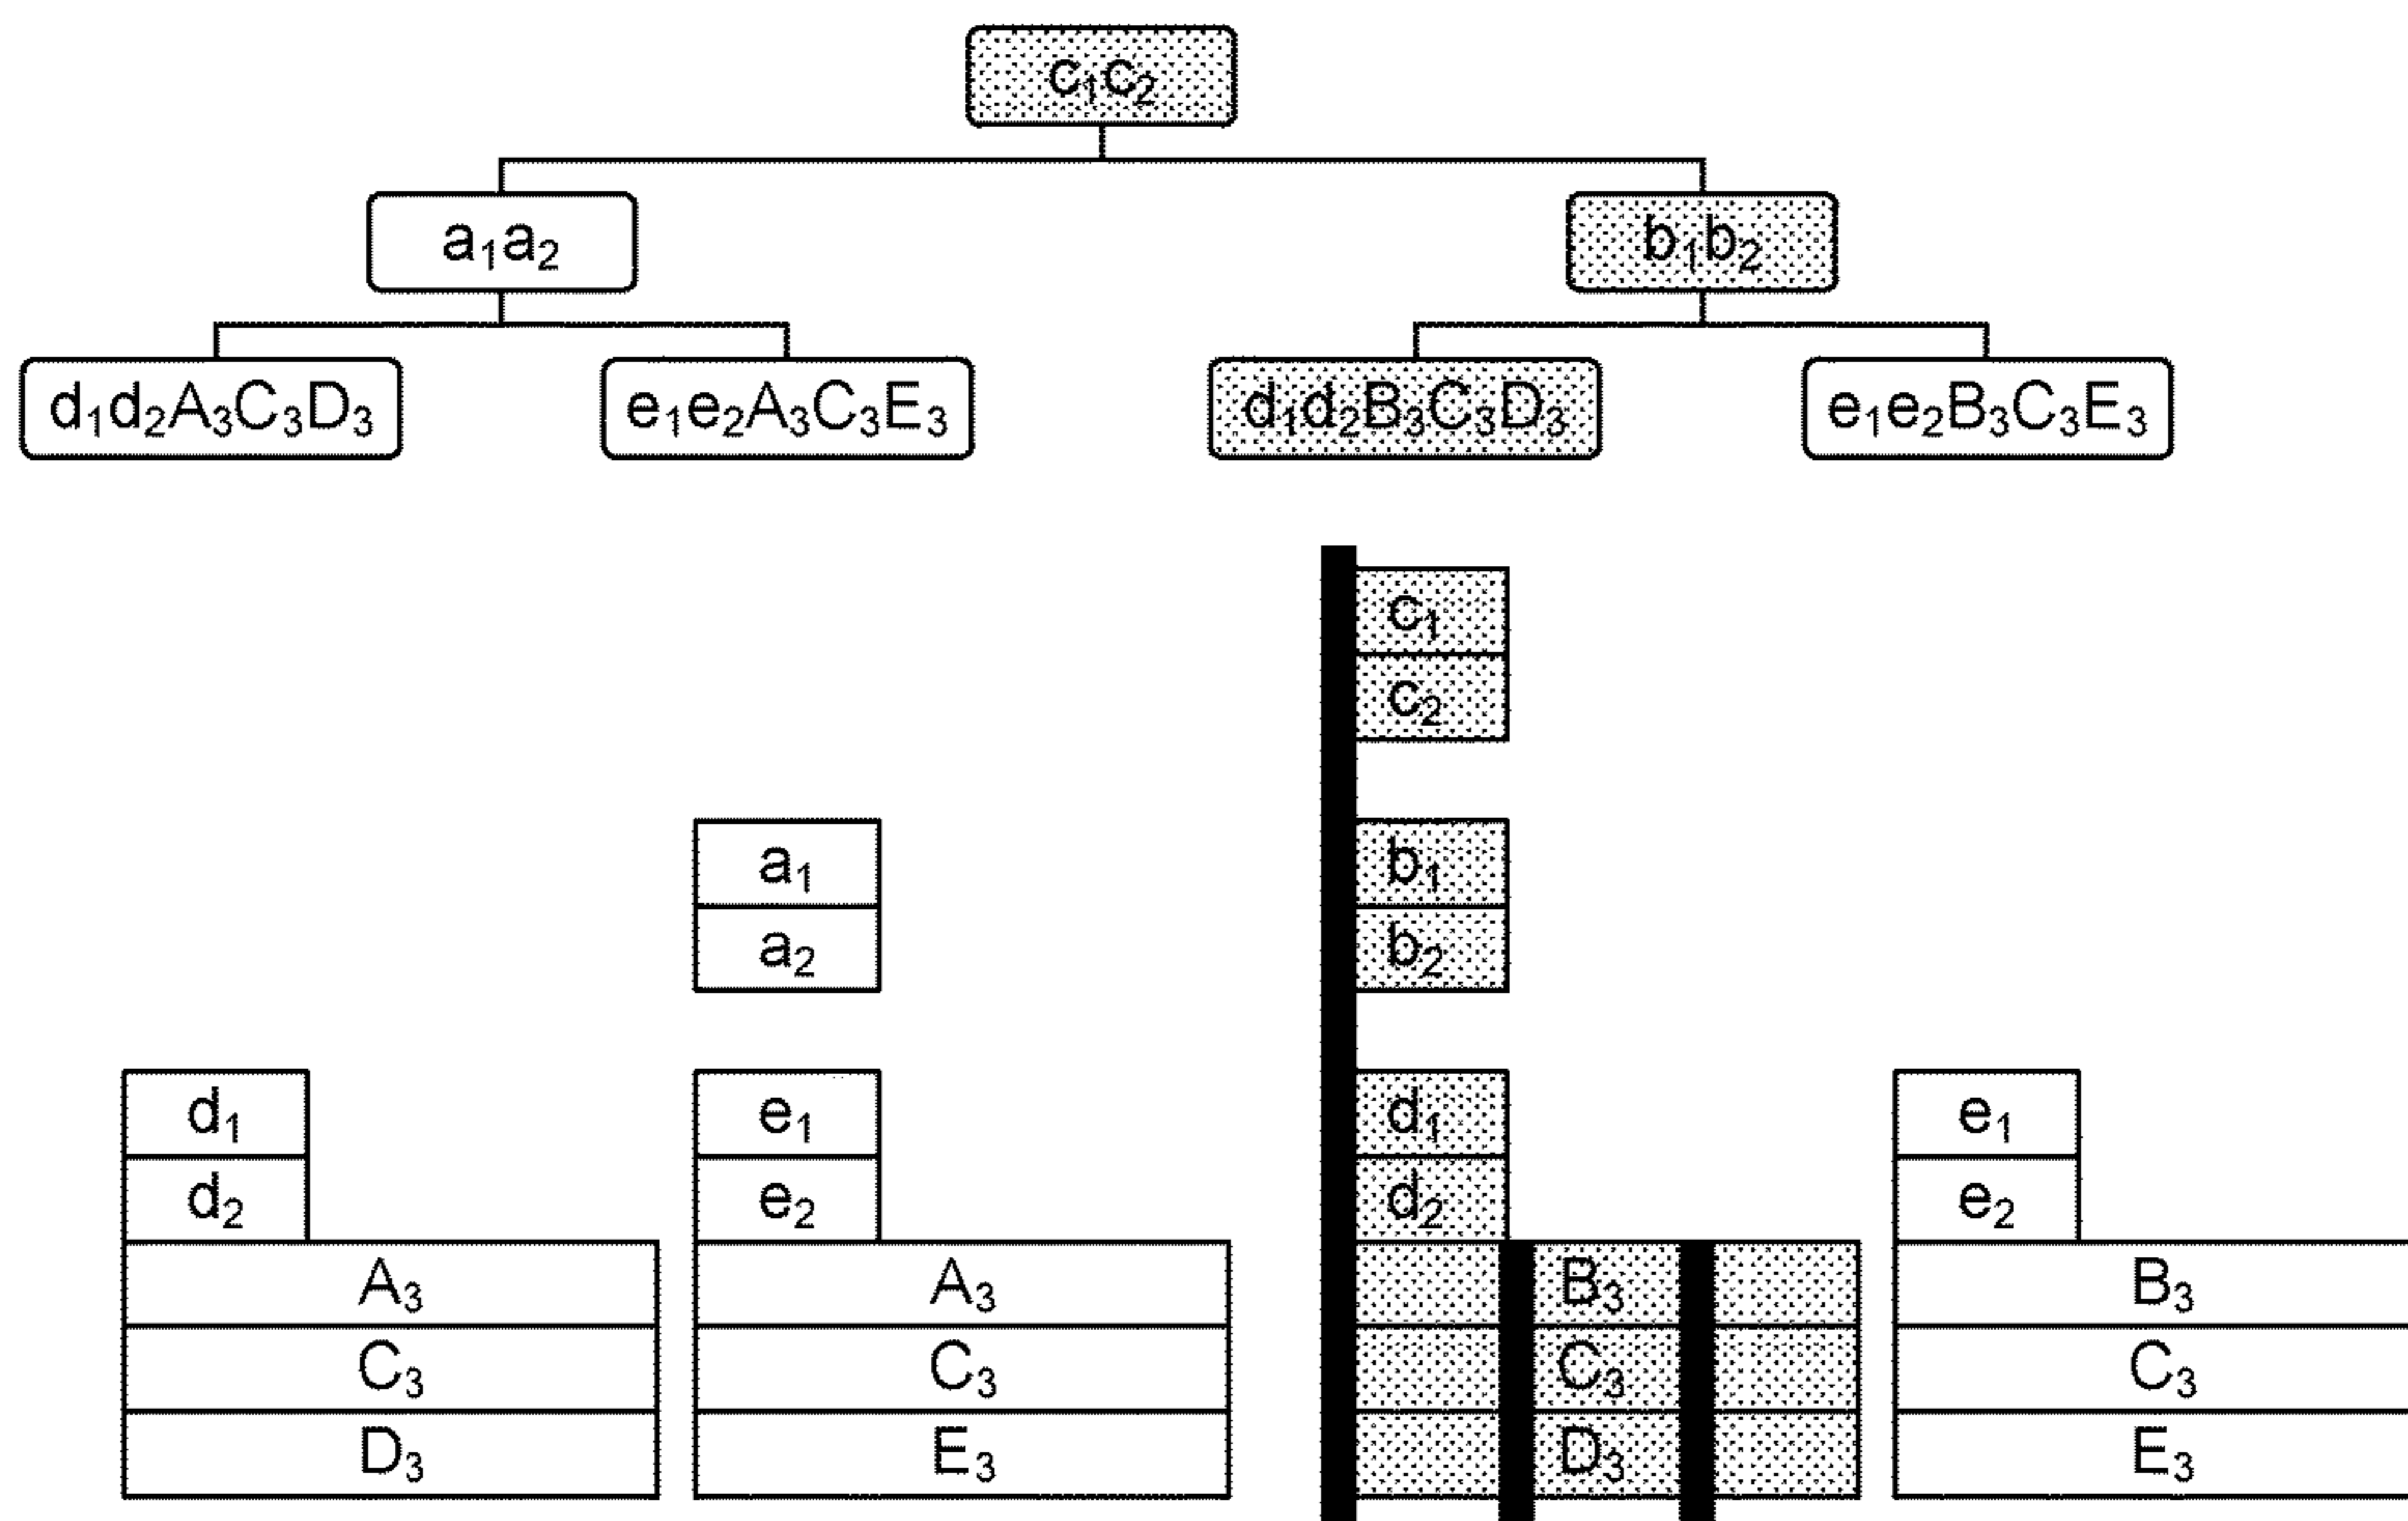 c₁c₂
a₁a₂ b₁b₂
d₁d₂A₃C₃D₃ e₁e₂A₃C₃E₃ d₁d₂B₃C₃D₃ e₁e₂B₃C₃E₃
c₁
c₂
a₁ b₁
a₂ b₂
d₁ e₁ d₁ e₁
d₂ e₂ d₂ e₂
A₃ A₃ B₃ B₃
C₃ C₃ C₃ C₃
D₃ E₃ D₃ E₃